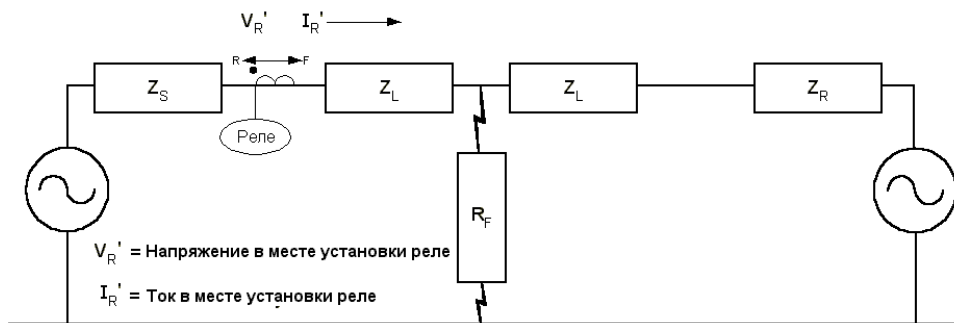 V_R' I_R'
R F
Z_S Z_L Z_L Z_R
Реле
R_F
V_R' = Напряжение в месте установки реле
I_R' = Ток в месте установки реле